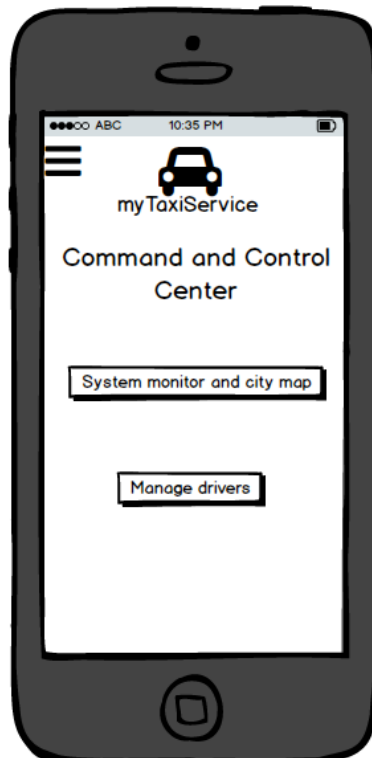 ABC 10:35 PM
myTaxiService
Command and Control
Center
System monitor and city map
Manage drivers